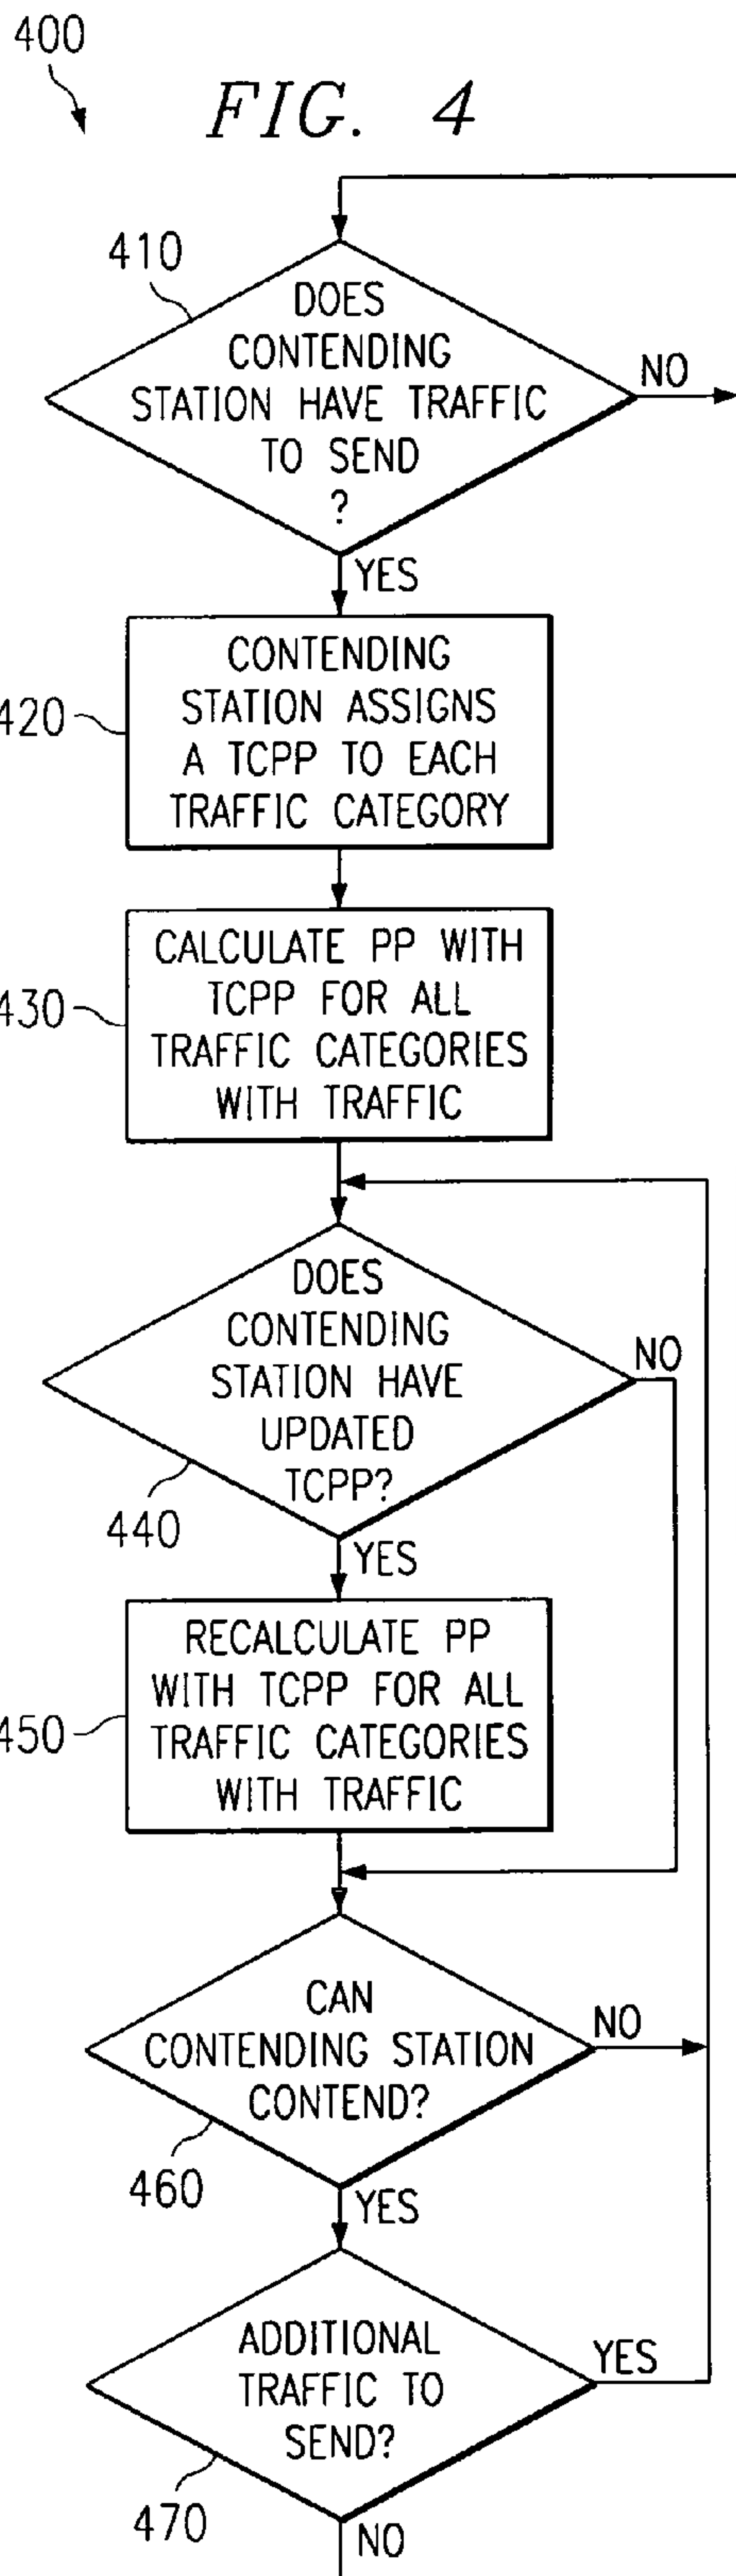 400
FIG. 4
410
DOES
CONTENDING
STATION HAVE TRAFFIC
TO SEND
?
NO
YES
420
CONTENDING
STATION ASSIGNS
A TCPP TO EACH
TRAFFIC CATEGORY
430
CALCULATE PP WITH
TCPP FOR ALL
TRAFFIC CATEGORIES
WITH TRAFFIC
DOES
CONTENDING
STATION HAVE
UPDATED
TCPP?
NO
440
YES
450
RECALCULATE PP
WITH TCPP FOR ALL
TRAFFIC CATEGORIES
WITH TRAFFIC
CAN
CONTENDING STATION
CONTEND?
NO
460
YES
ADDITIONAL
TRAFFIC TO
SEND?
YES
470
NO